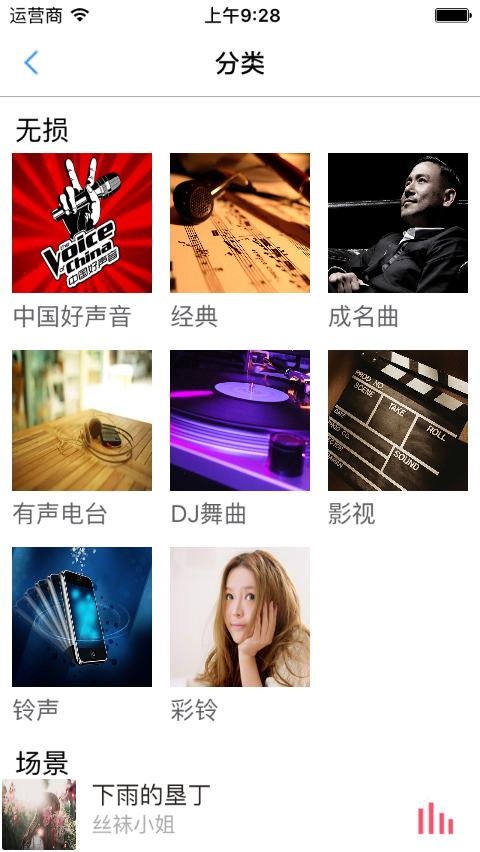 运营商
上午9:28
分类
无损
the
Voice
of China
中国好声音
PROD.NO
SCENE
TAKE
ROLL
DATE
PROD.CO.
SOUND
中国好声音
经典
成名曲
有声电台
DJ舞曲
影视
铃声
彩铃
场景
下雨的垦丁
丝袜小姐